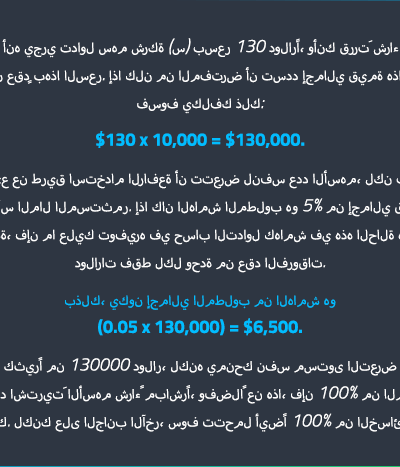 أنه يجري تداول سهم شركة (س) بسعر 130 دولاراً، وأنك قررتَ شراء
عقدٍ بهذا السعر. إذا كان من المفترض أن تسدد إجمالي قيمة هذا
فسوف يكلفك ذلك:
$130 x 10,000 = $130,000.
عن طريق استخدام الرافعة أن تتعرض لنفس عدد الأسهم، لكن
المال المستثمر. إذا كان الهامش المطلوب هو 5% من إجمالي
فإن ما عليك توفيره في حساب التداول كهامش في هذه الحالة
دولارات فقط لكل وحدة من عقد الفروقات.
بذلك، يكون إجمالي المطلوب من الهامش هو
(0.05 x 130,000) = $6,500.
كثيراً من 130000 دولار، لكنه يمنحك نفس مستوى التعرض
اشتريتَ الأسهم شراءً مباشراً، وفضلاً عن هذا، فإن 100% من
لكنك على الجانب الآخر، سوف تتحمل أيضاً 100% من